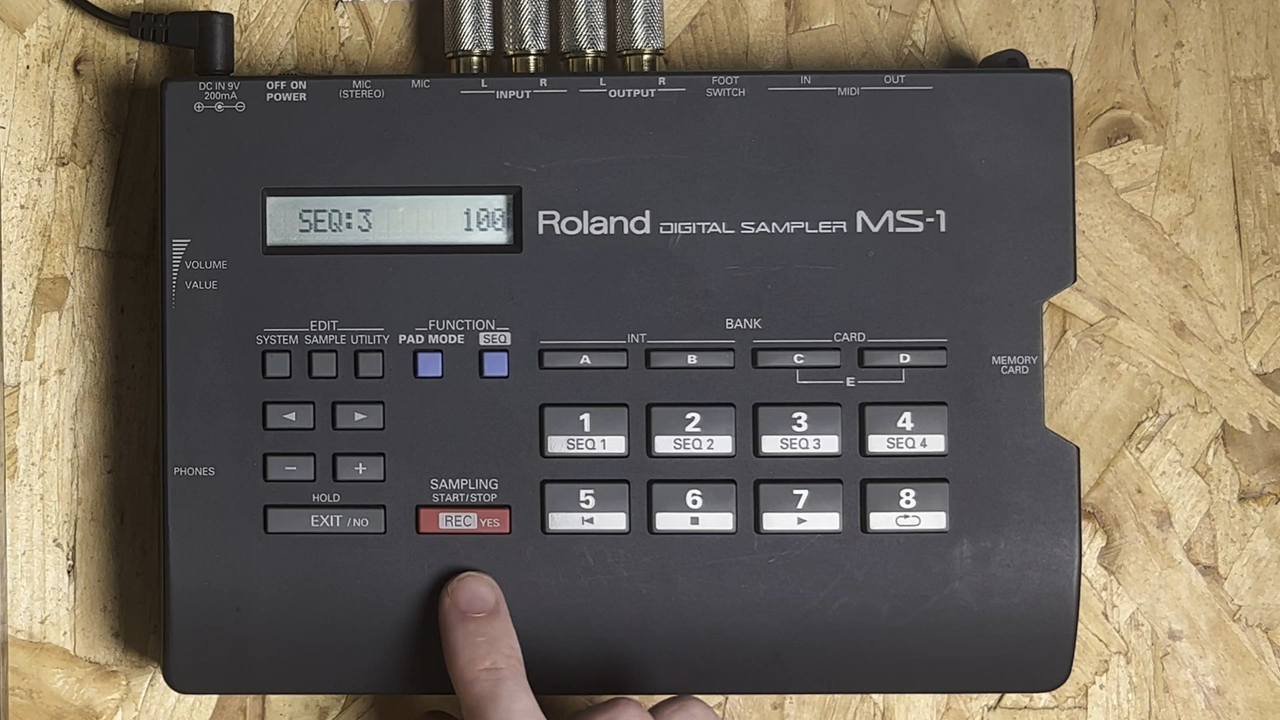 DC IN 9V
200mA
OFF ON
POWER
MIC
(STEREO)
MIC
L R
INPUT
L R
OUTPUT
FOOT
SWITCH
IN OUT
MIDI
SEQ:3 100
Roland DIGITAL SAMPLER MS-1
VOLUME
VALUE
EDIT
SYSTEM SAMPLE UTILITY
FUNCTION
PAD MODE SEQ
BANK
INT CARD
A B C D
E
MEMORY
CARD
1 2 3 4
SEQ 1 SEQ 2 SEQ 3 SEQ 4
PHONES
− +
HOLD
EXIT / NO
SAMPLING
START/STOP
REC YES
5 6 7 8